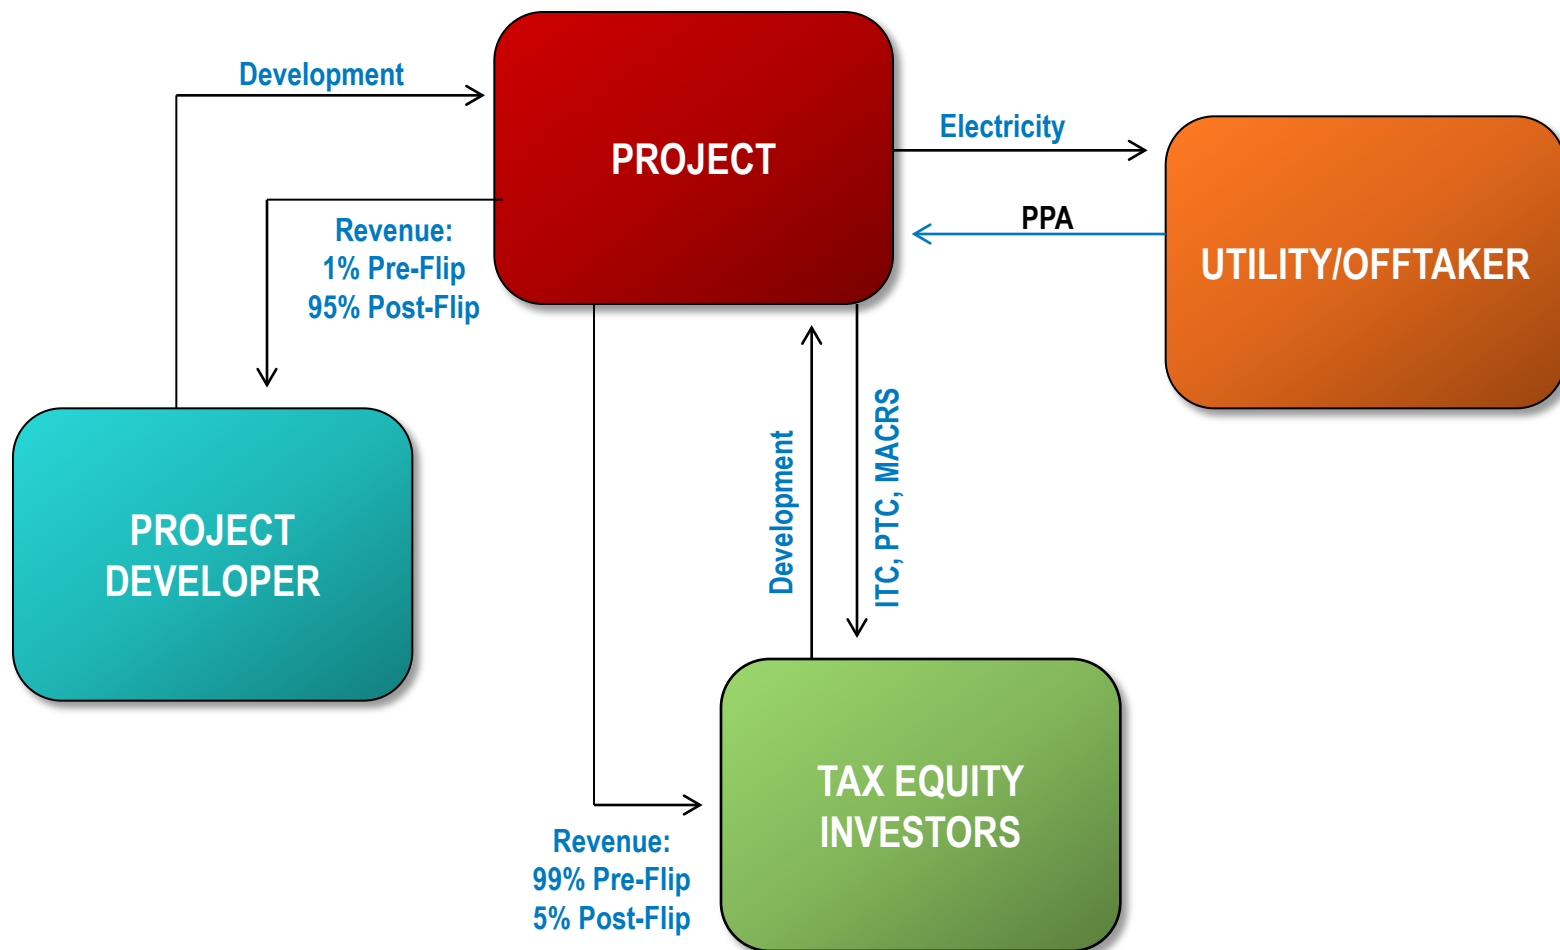 Development
PROJECT
Electricity
PPA
UTILITY/OFFTAKER
Revenue:
1% Pre-Flip
95% Post-Flip
PROJECT
DEVELOPER
Development
ITC, PTC, MACRS
TAX EQUITY
INVESTORS
Revenue:
99% Pre-Flip
5% Post-Flip